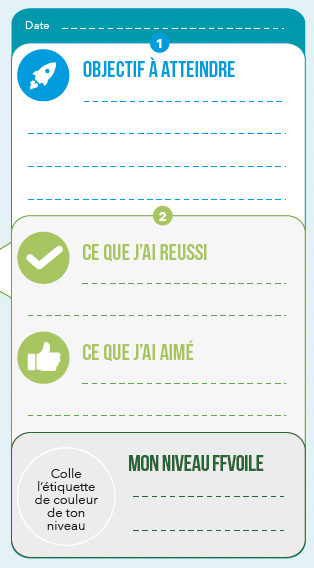 Date
1
OBJECTIF À ATTEINDRE
2
CE QUE J'AI REUSSI
CE QUE J'AI AIMÉ
MON NIVEAU FFVOILE
Colle
l'étiquette
de couleur
de ton
niveau